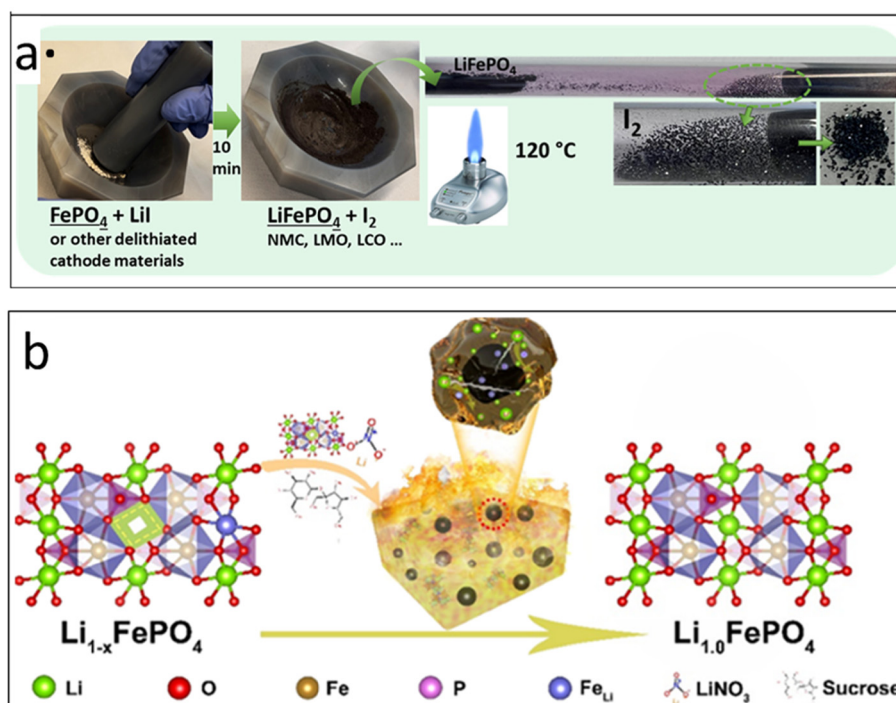 a.
LiFePO4
I2
10
min
120 °C
FePO4 + LiI
or other delithiated
cathode materials
LiFePO4 + I2
NMC, LMO, LCO ...
b
Li
Li1-xFePO4
Li1.0FePO4
Li
O
Fe
P
FeLi
LiNO3
Sucrose